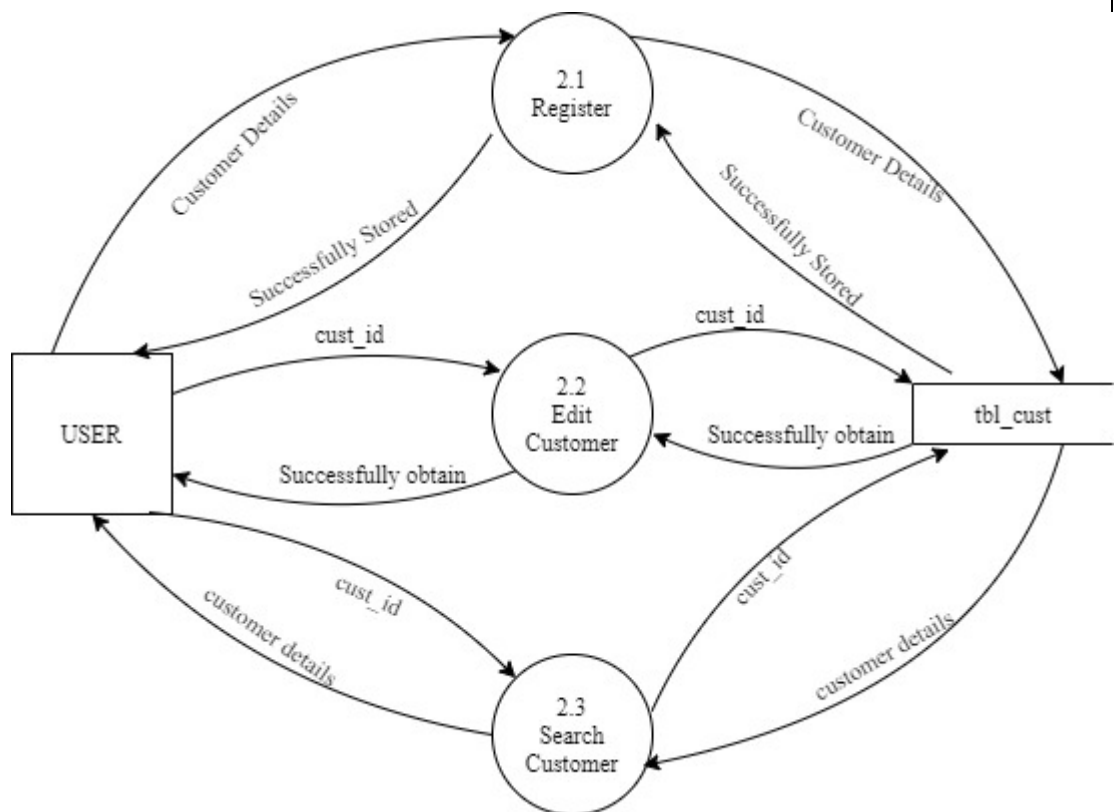 2.1
Register
Customer Details
Customer Details
Successfully Stored
Successfully Stored
cust_id
cust_id
2.2
Edit
Customer
USER
tbl_cust
Successfully obtain
Successfully obtain
cust_id
cust_id
customer details
customer details
2.3
Search
Customer